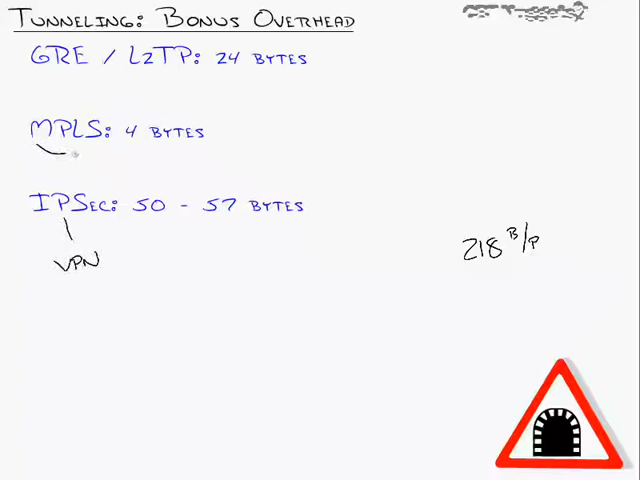 Tunneling: Bonus Overhead
GRE / L2TP: 24 bytes
MPLS: 4 bytes
IPSec: 50 - 57 bytes
218 B/P
VPN